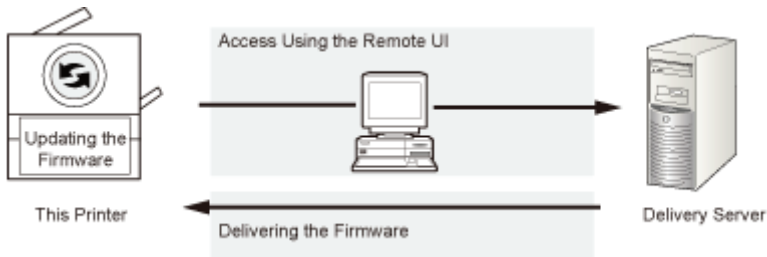 Access Using the Remote UI
Updating the
Firmware
This Printer
Delivery Server
Delivering the Firmware